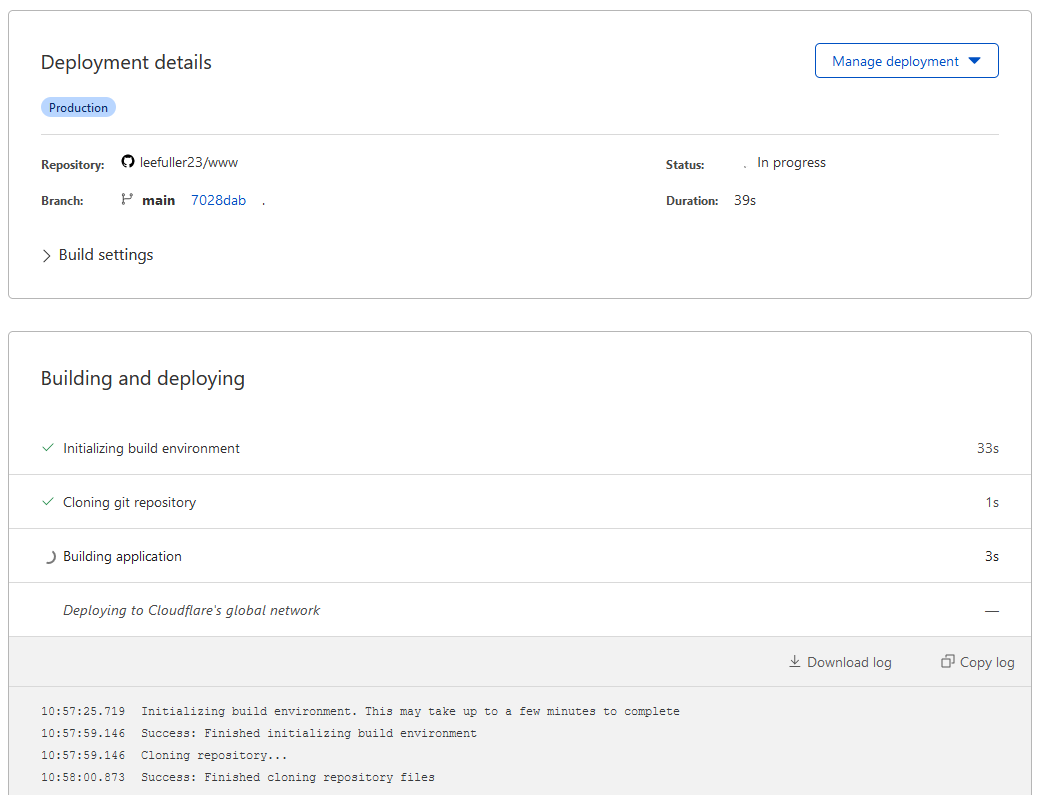 Deployment details
Manage deployment
Production
Repository: leefuller23/www
Status: . In progress
Branch: main 7028dab .
Duration: 39s
Build settings
Building and deploying
Initializing build environment 33s
Cloning git repository 1s
Building application 3s
Deploying to Cloudflare's global network —
Download log Copy log
10:57:25.719 Initializing build environment. This may take up to a few minutes to complete
10:57:59.146 Success: Finished initializing build environment
10:57:59.146 Cloning repository...
10:58:00.873 Success: Finished cloning repository files